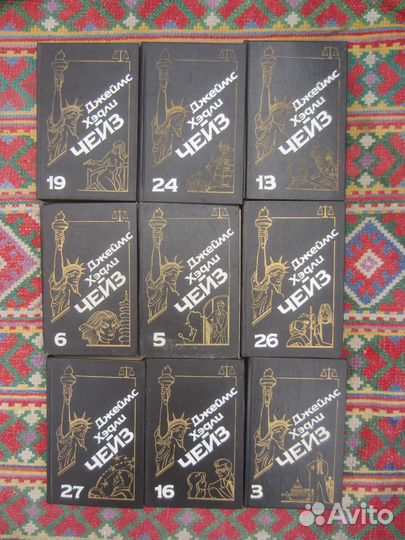 Джеймс
Хэдли
ЧЕЙЗ
19
Джеймс
Хэдли
ЧЕЙЗ
24
Джеймс
Хэдли
ЧЕЙЗ
13
Джеймс
Хэдли
ЧЕЙЗ
6
Джеймс
Хэдли
ЧЕЙЗ
5
Джеймс
Хэдли
ЧЕЙЗ
26
Джеймс
Хэдли
ЧЕЙЗ
27
Джеймс
Хэдли
ЧЕЙЗ
16
Джеймс
Хэдли
ЧЕЙЗ
3
Avito